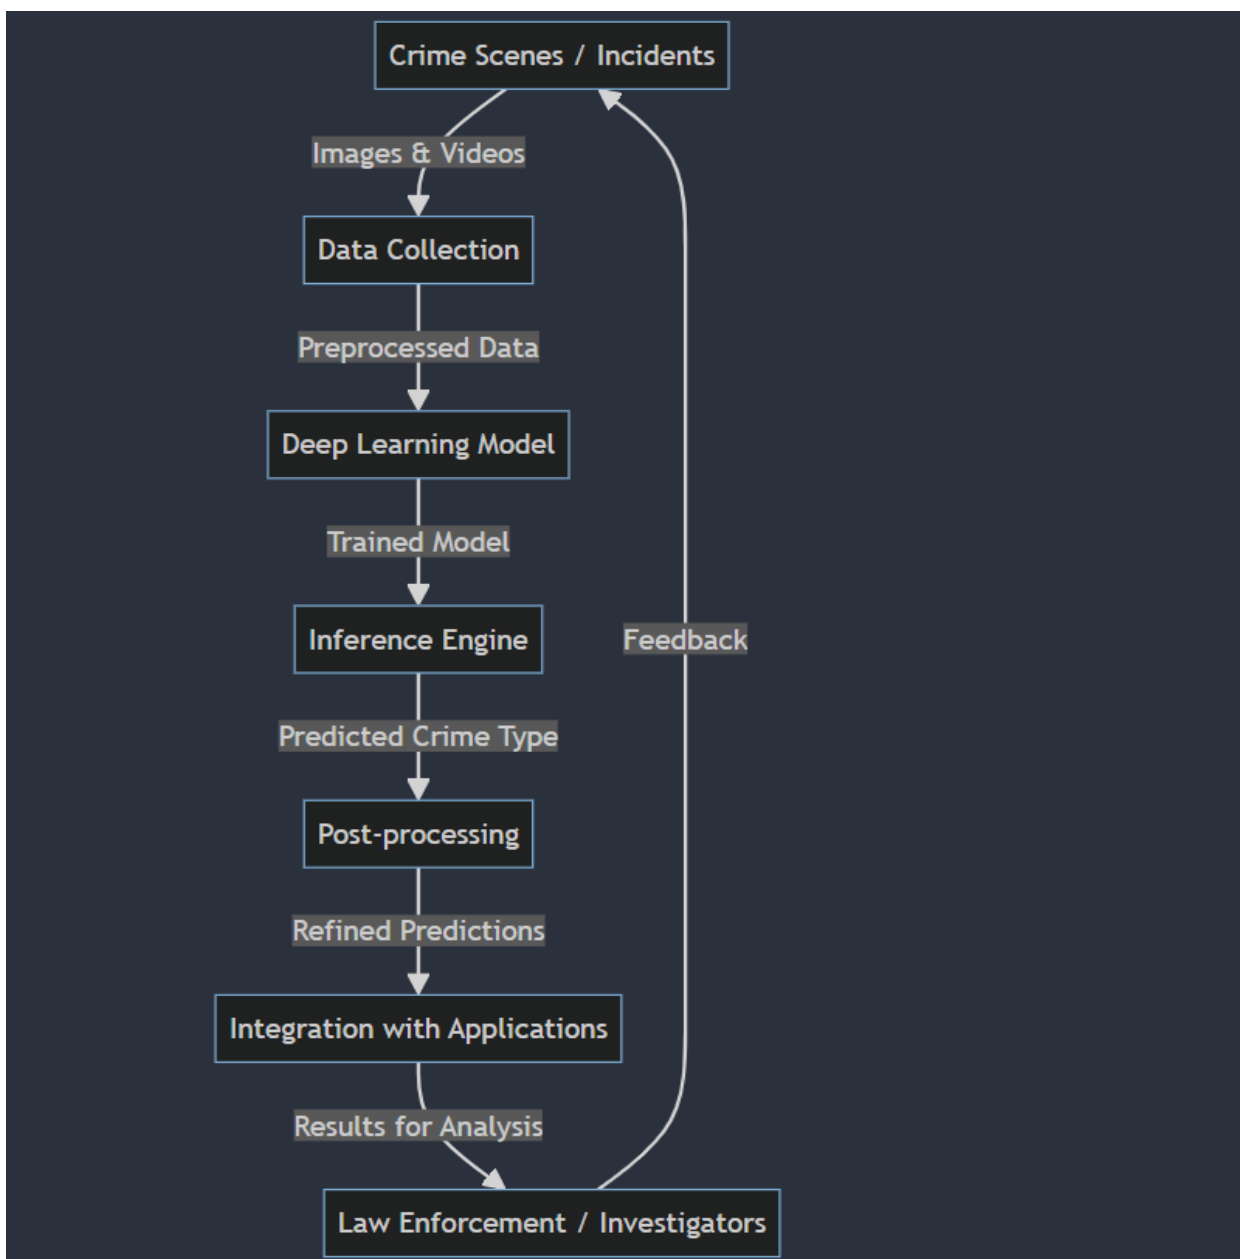 Crime Scenes / Incidents
Images & Videos
Data Collection
Preprocessed Data
Deep Learning Model
Trained Model
Inference Engine
Feedback
Predicted Crime Type
Post-processing
Refined Predictions
Integration with Applications
Results for Analysis
Law Enforcement / Investigators